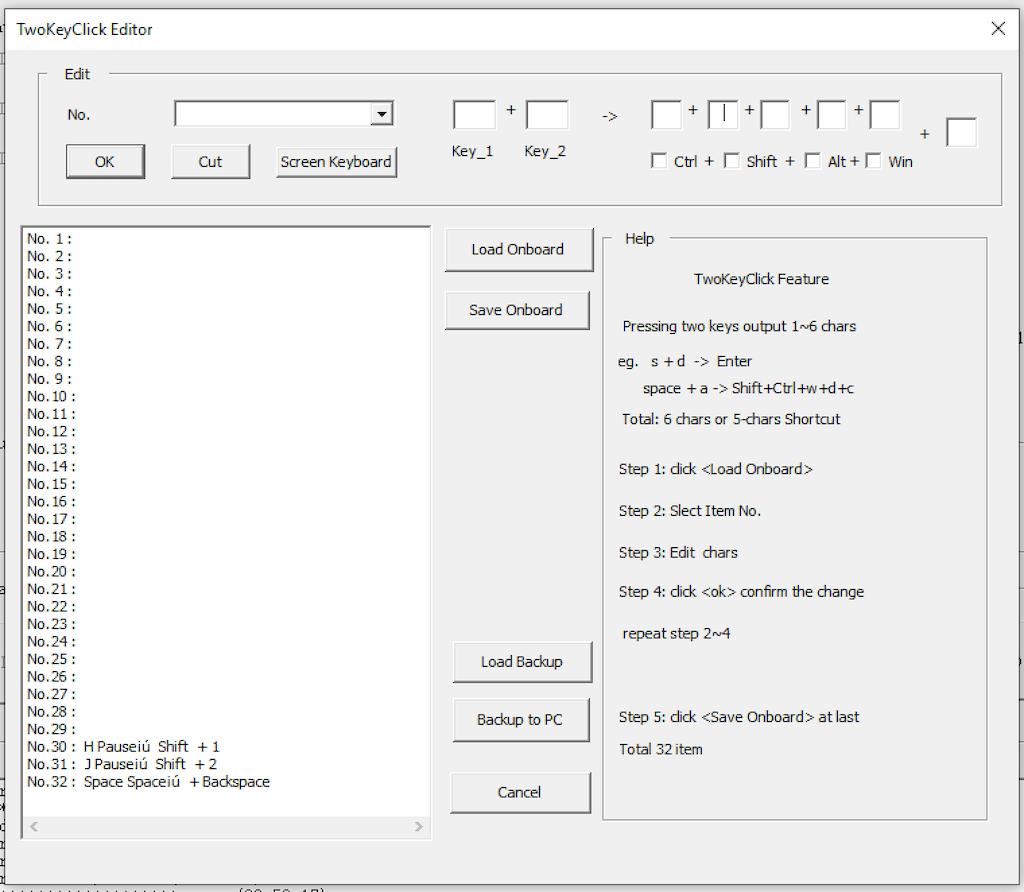 TwoKeyClick Editor
Edit
No.
+
->
+ + + +
+
Key_1 Key_2
OK Cut Screen Keyboard
Ctrl + Shift + Alt + Win
No. 1 :
No. 2 :
No. 3 :
No. 4 :
No. 5 :
No. 6 :
No. 7 :
No. 8 :
No. 9 :
No.10 :
No.11 :
No.12 :
No.13 :
No.14 :
No.15 :
No.16 :
No.17 :
No.18 :
No.19 :
No.20 :
No.21 :
No.22 :
No.23 :
No.24 :
No.25 :
No.26 :
No.27 :
No.28 :
No.29 :
No.30 : H Pauseiú Shift + 1
No.31 : J Pauseiú Shift + 2
No.32 : Space Spaceiú + Backspace
Load Onboard
Save Onboard
Load Backup
Backup to PC
Cancel
Help
TwoKeyClick Feature
Pressing two keys output 1~6 chars
eg. s + d -> Enter
space + a -> Shift+Ctrl+w+d+c
Total: 6 chars or 5-chars Shortcut
Step 1: click <Load Onboard>
Step 2: Slect Item No.
Step 3: Edit chars
Step 4: click <ok> confirm the change
repeat step 2~4
Step 5: click <Save Onboard> at last
Total 32 item